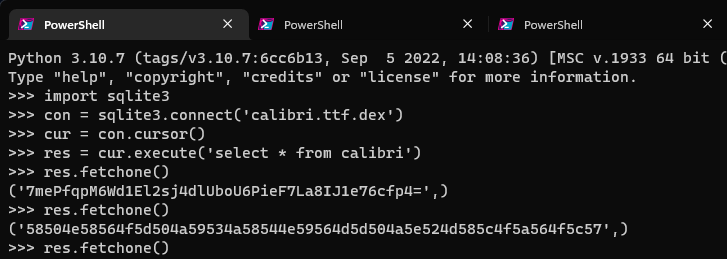 PowerShell
PowerShell
PowerShell
Python 3.10.7 (tags/v3.10.7:6cc6b13, Sep  5 2022, 14:08:36) [MSC v.1933 64 bit (
Type "help", "copyright", "credits" or "license" for more information.
>>> import sqlite3
>>> con = sqlite3.connect('calibri.ttf.dex')
>>> cur = con.cursor()
>>> res = cur.execute('select * from calibri')
>>> res.fetchone()
('7mePfqpM6Wd1El2sj4dlUboU6PieF7La8IJ1e76cfp4=',)
>>> res.fetchone()
('58504e58564f5d504a59534a58544e59564d5d504a5e524d585c4f5a564f5c57',)
>>> res.fetchone()